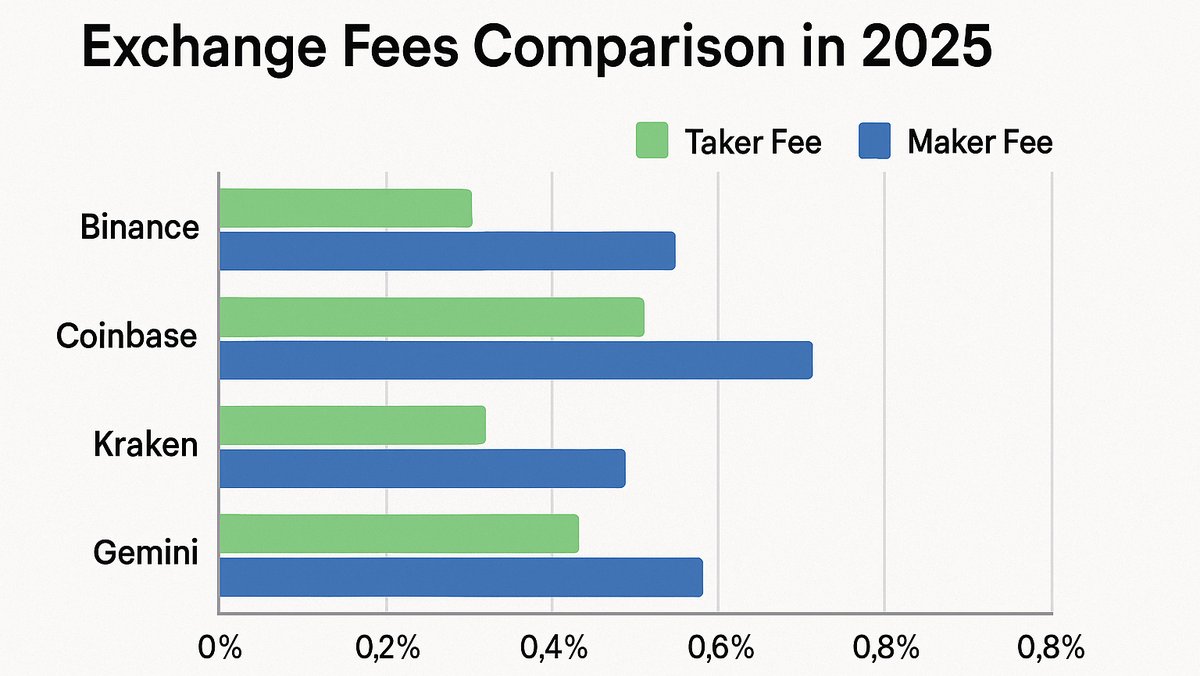 Exchange Fees Comparison in 2025
Taker Fee Maker Fee
Binance
Coinbase
Kraken
Gemini
0% 0,2% 0,4% 0,6% 0,8% 0,8%